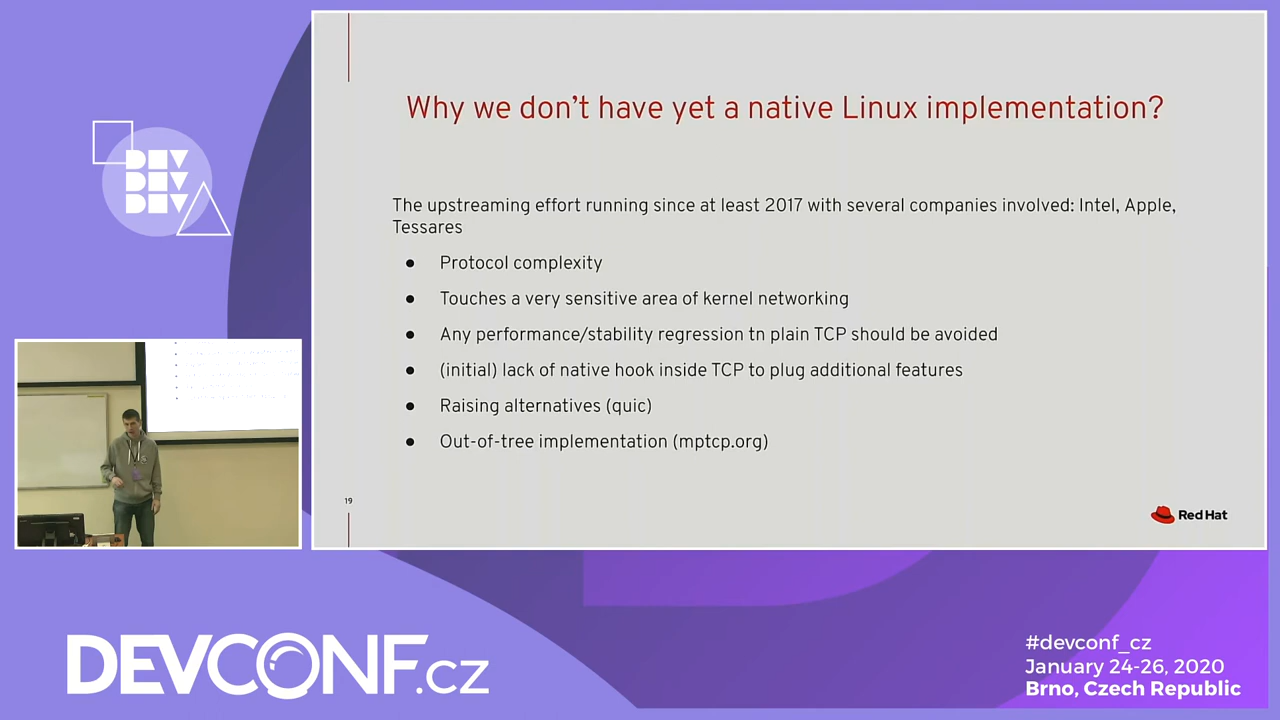 Why we don't have yet a native Linux implementation?
The upstreaming effort running since at least 2017 with several companies involved: Intel, Apple,
Tessares
● Protocol complexity
● Touches a very sensitive area of kernel networking
● Any performance/stability regression tn plain TCP should be avoided
● (initial) lack of native hook inside TCP to plug additional features
● Raising alternatives (quic)
● Out-of-tree implementation (mptcp.org)
19
Red Hat
DEV
DEV
DEV
DEVCONF.cz
#devconf_cz
January 24-26, 2020
Brno, Czech Republic